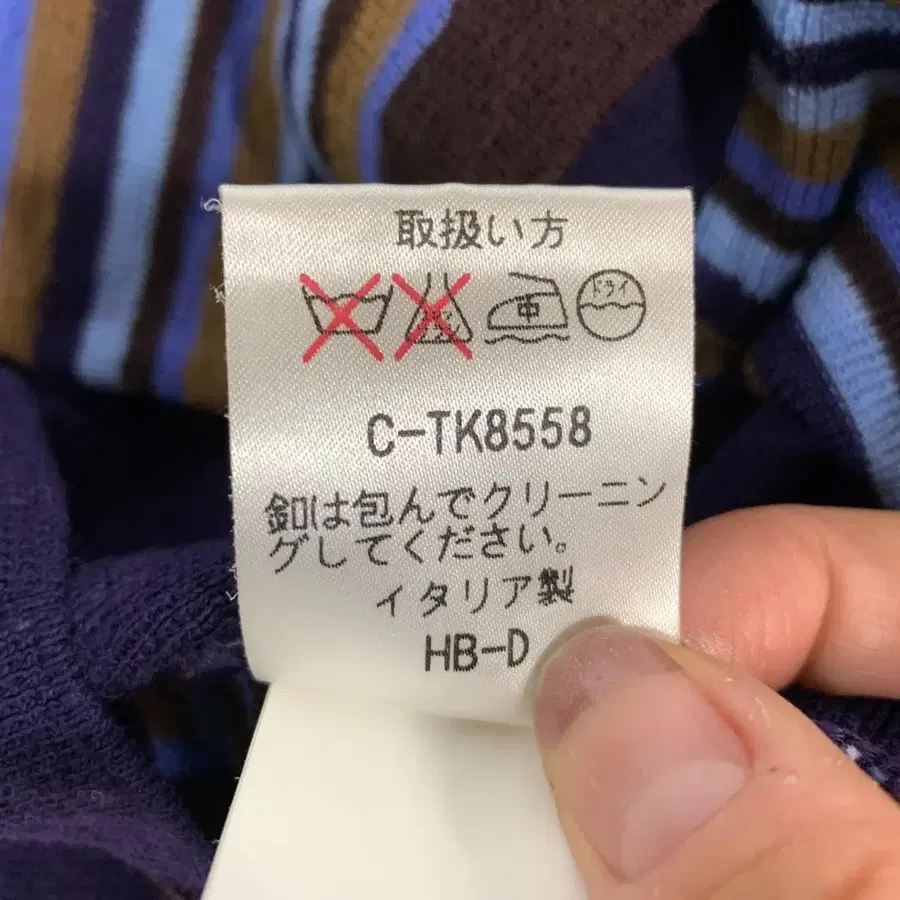 取扱い方
中 ドライ
C-TK8558
釦は包んでクリーニン
グしてください。
イタリア製
HB-D